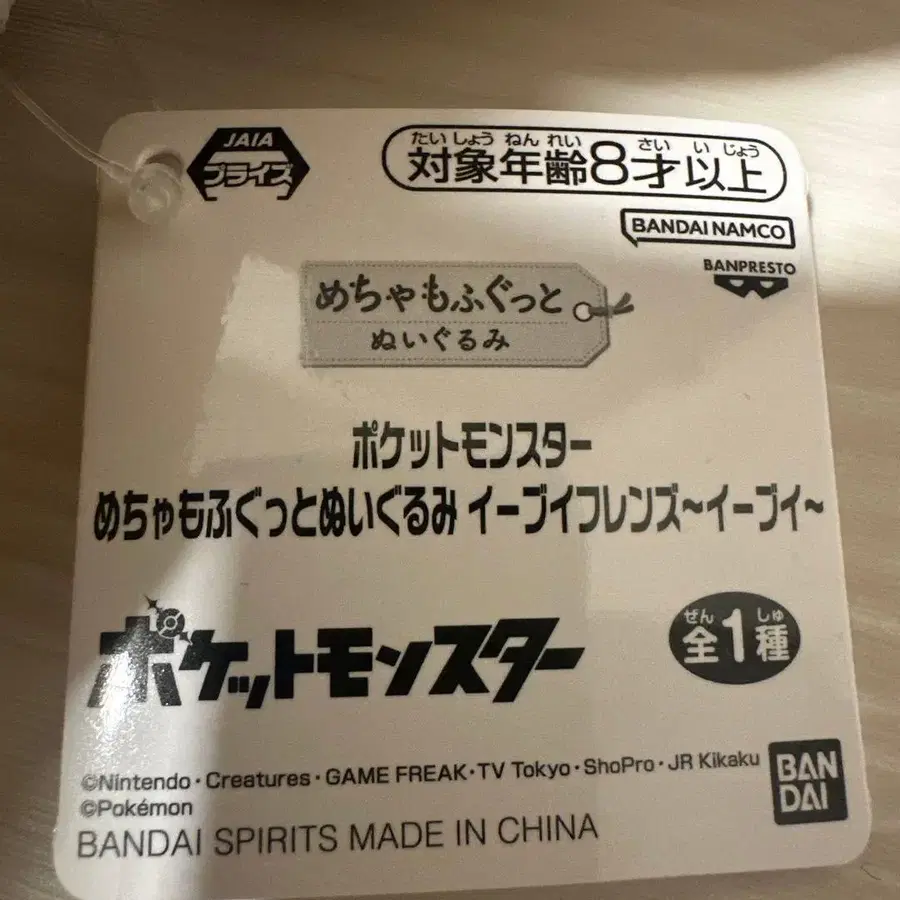 JAIA
プライズ
たいしょうねんれい さいいじょう
対象年齢8才以上
BANDAI NAMCO
BANPRESTO
めちゃもふぐっと
ぬいぐるみ
ポケットモンスター
めちゃもふぐっとぬいぐるみ イーブイフレンズ~イーブイ~
ポケットモンスター
ぜん しゅ
全1種
©Nintendo・Creatures・GAME FREAK・TV Tokyo・ShoPro・JR Kikaku
©Pokémon
BANDAI SPIRITS MADE IN CHINA
BAN
DAI